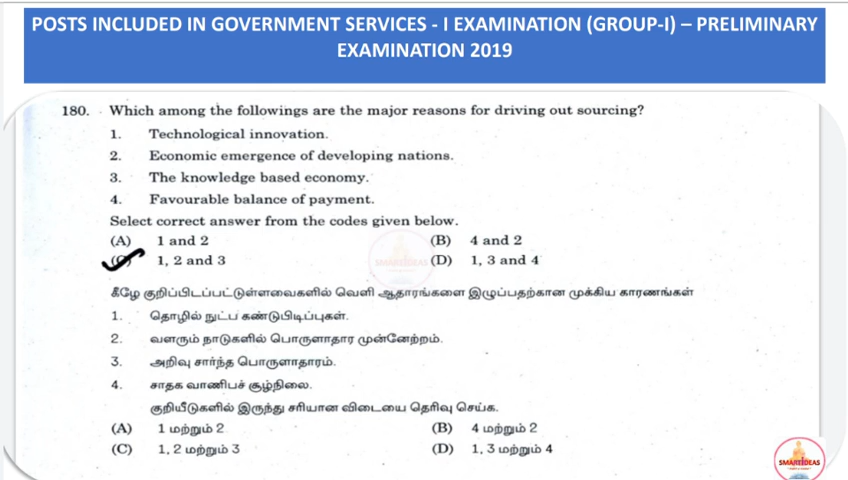 POSTS INCLUDED IN GOVERNMENT SERVICES - I EXAMINATION (GROUP-I) – PRELIMINARY
EXAMINATION 2019
180. Which among the followings are the major reasons for driving out sourcing?
1. Technological innovation.
2. Economic emergence of developing nations.
3. The knowledge based economy.
4. Favourable balance of payment.
Select correct answer from the codes given below.
(A) 1 and 2 (B) 4 and 2
(C) 1, 2 and 3 (D) 1, 3 and 4
கீழே குறிப்பிடப்பட்டுள்ளவைகளில் வெளி ஆதாரங்களை இழுப்பதற்கான முக்கிய காரணங்கள்
1. தொழில் நுட்ப கண்டுபிடிப்புகள்.
2. வளரும் நாடுகளில் பொருளாதார முன்னேற்றம்.
3. அறிவு சார்ந்த பொருளாதாரம்.
4. சாதக வாணிபச் சூழ்நிலை.
குறியீடுகளில் இருந்து சரியான விடையை தெரிவு செய்க.
(A) 1 மற்றும் 2 (B) 4 மற்றும் 2
(C) 1, 2 மற்றும் 3 (D) 1, 3 மற்றும் 4
SMART IDEAS